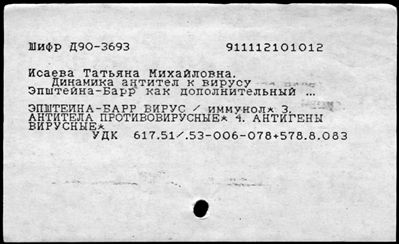 Шифр Д90-3693 911112101012
Исаева Татьяна Михайловна.
Динамика антител к вирусу
Эпштейна-Барр как дополнительный ...
ЭПШТЕЙНА-БАРР ВИРУС / иммунол* 3.
АНТИТЕЛА ПРОТИВОВИРУСНЫЕ* 4. АНТИГЕНЫ
ВИРУСНЫЕ*
УДК 617.51/.53-006-078+578.8.083